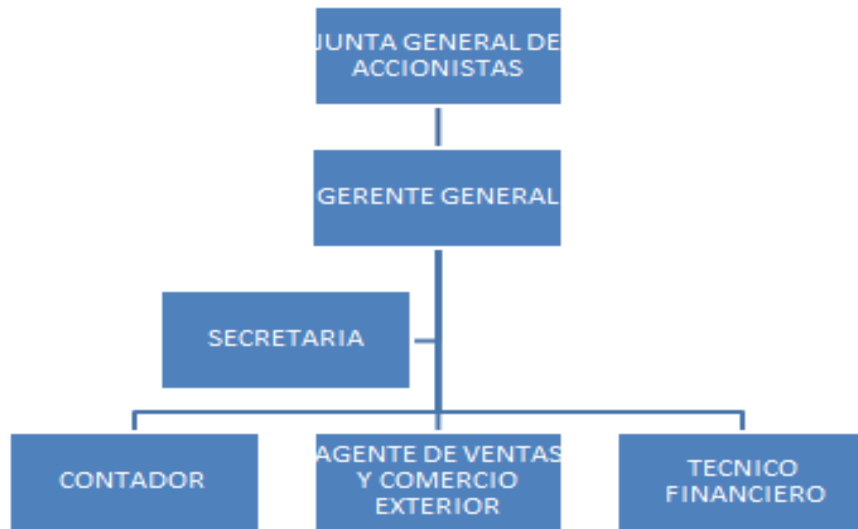 JUNTA GENERAL DE
ACCIONISTAS
GERENTE GENERAL
SECRETARIA
CONTADOR
AGENTE DE VENTAS
Y COMERCIO
EXTERIOR
TECNICO
FINANCIERO